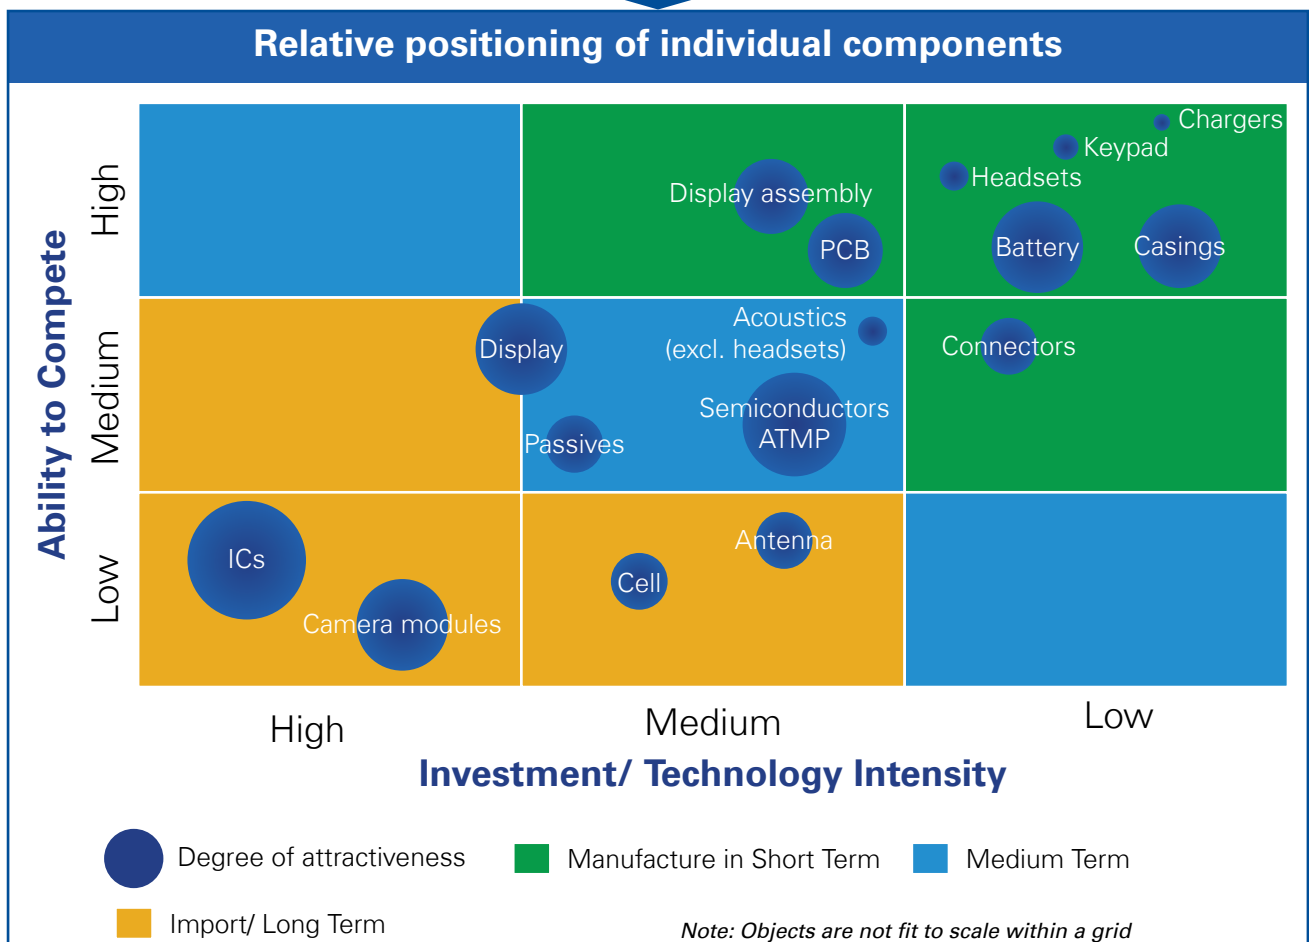 Relative positioning of individual components
Ability to Compete
High
Medium
Low
Chargers
Keypad
Headsets
Display assembly
PCB
Battery
Casings
Acoustics
(excl. headsets)
Display
Connectors
Semiconductors
ATMP
Passives
Antenna
ICs
Cell
Camera modules
High
Medium
Low
Investment/ Technology Intensity
Degree of attractiveness
Manufacture in Short Term
Medium Term
Import/ Long Term
Note: Objects are not fit to scale within a grid